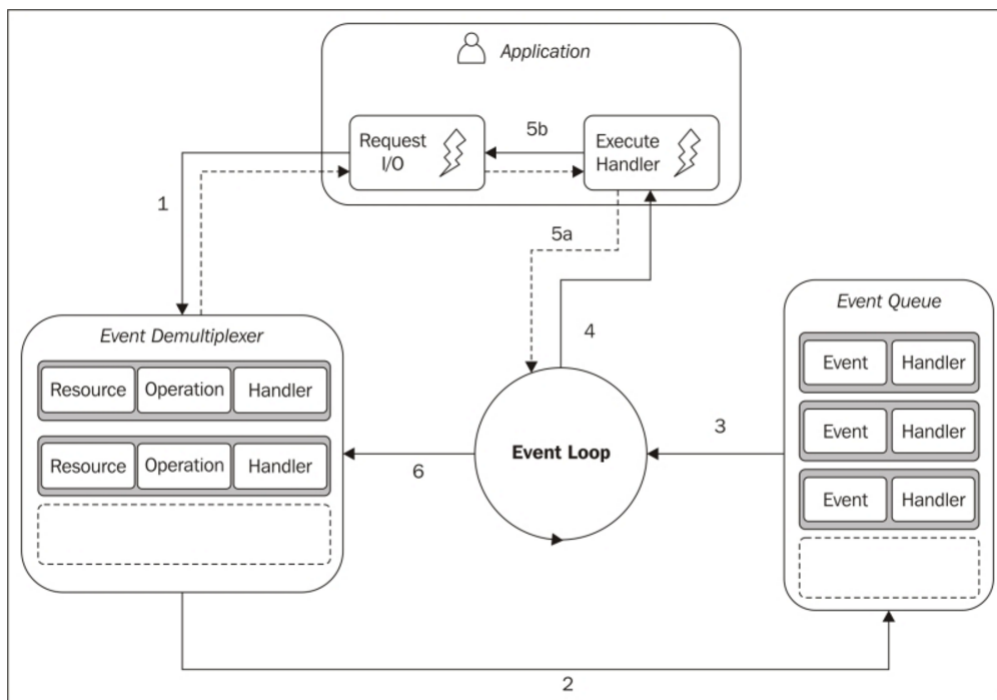 Application
Request
I/O
5b
Execute
Handler
1
5a
Event Demultiplexer
Resource Operation Handler
Resource Operation Handler
4
Event Loop
6
3
Event Queue
Event Handler
Event Handler
Event Handler
2